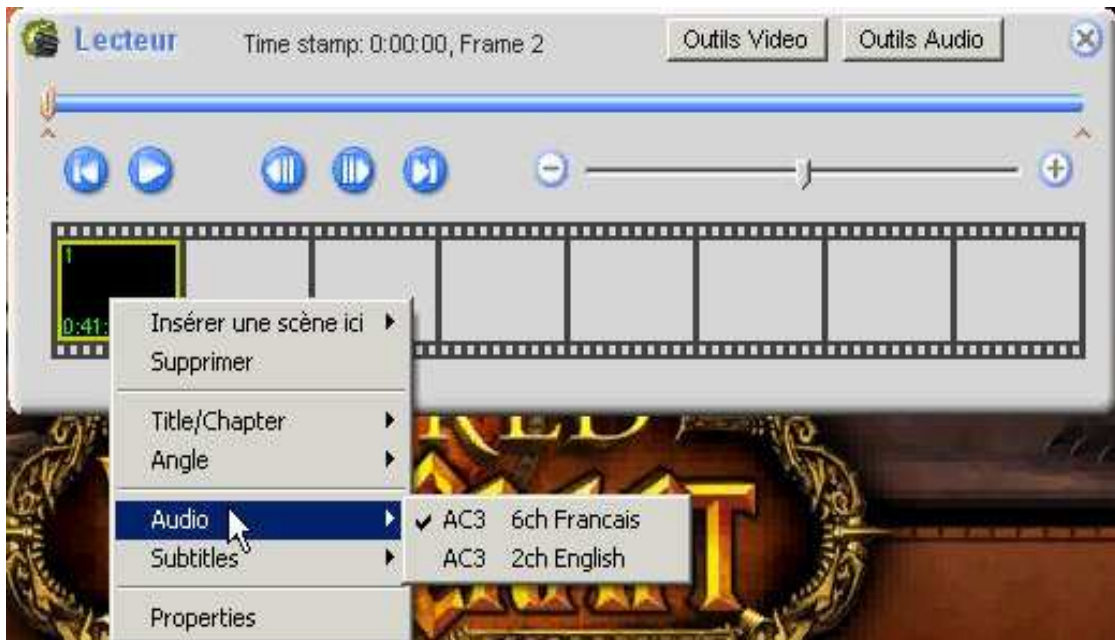 Lecteur
Time stamp: 0:00:00, Frame 2
Outils Video
Outils Audio
1
0:41:
Insérer une scène ici
Supprimer
Title/Chapter
Angle
Audio
AC3 6ch Francais
AC3 2ch English
Subtitles
Properties